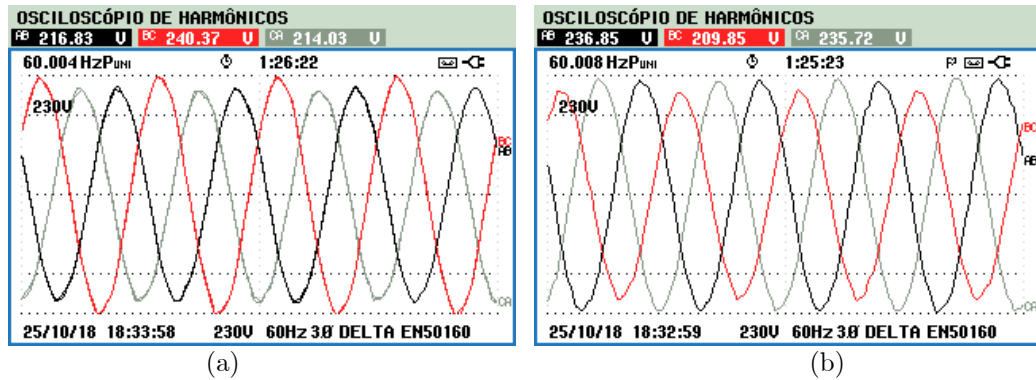 OSCILOSCÓPIO DE HARMÔNICOS
AB 216.83 V BC 240.37 V CA 214.03 V
60.004 HzPUNI 1:26:22
230V
BC
AB
CA
25/10/18 18:33:58 230V 60Hz 3.Ø DELTA EN50160
(a)
OSCILOSCÓPIO DE HARMÔNICOS
AB 236.85 V BC 209.85 V CA 235.72 V
60.008 HzPUNI 1:25:23
230V
BC
AB
CA
25/10/18 18:32:59 230V 60Hz 3.Ø DELTA EN50160
(b)